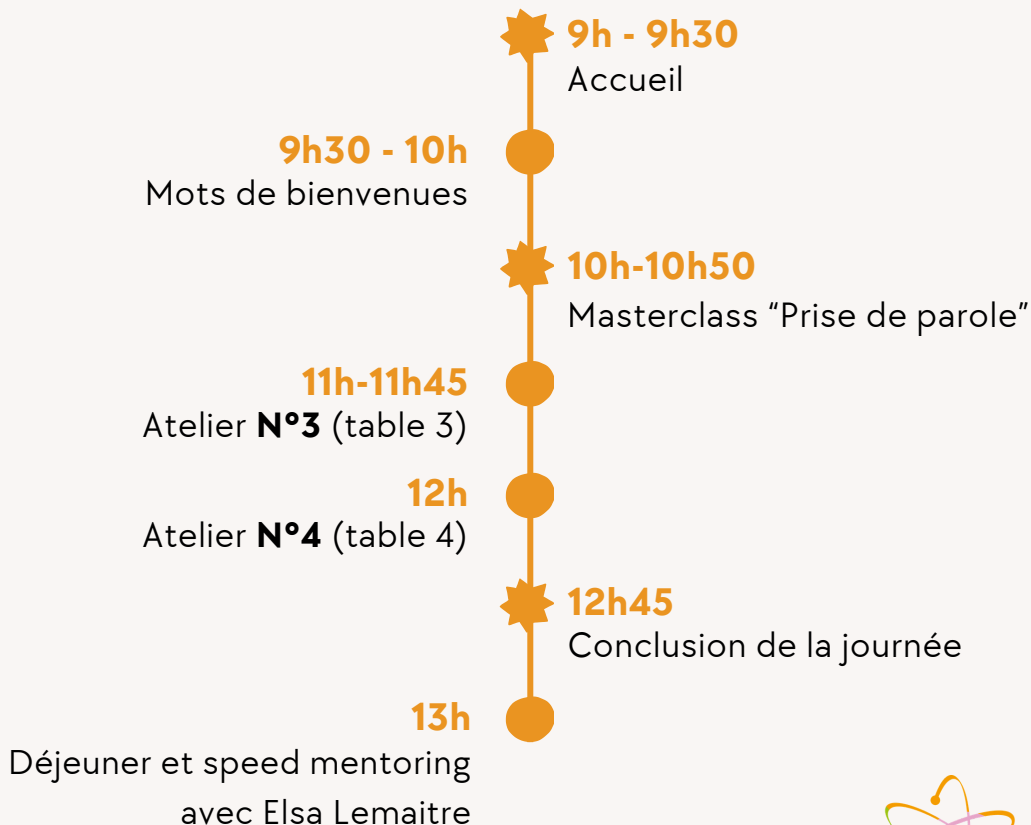 9h - 9h30
Accueil
9h30 - 10h
Mots de bienvenues
10h-10h50
Masterclass “Prise de parole”
11h-11h45
Atelier N°3 (table 3)
12h
Atelier N°4 (table 4)
12h45
Conclusion de la journée
13h
Déjeuner et speed mentoring
avec Elsa Lemaitre